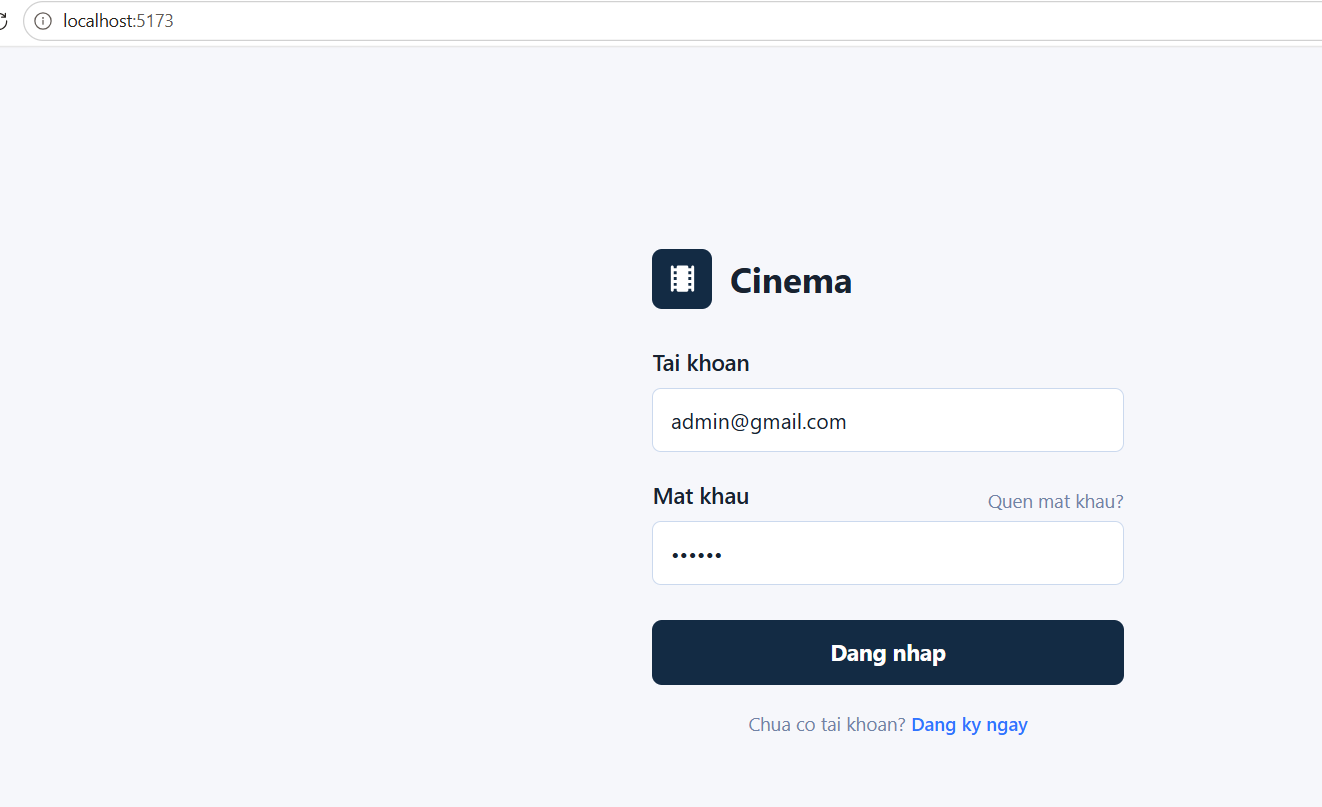 localhost:5173
Cinema
Tai khoan
admin@gmail.com
Mat khau
Quen mat khau?
••••••
Dang nhap
Chua co tai khoan? Dang ky ngay